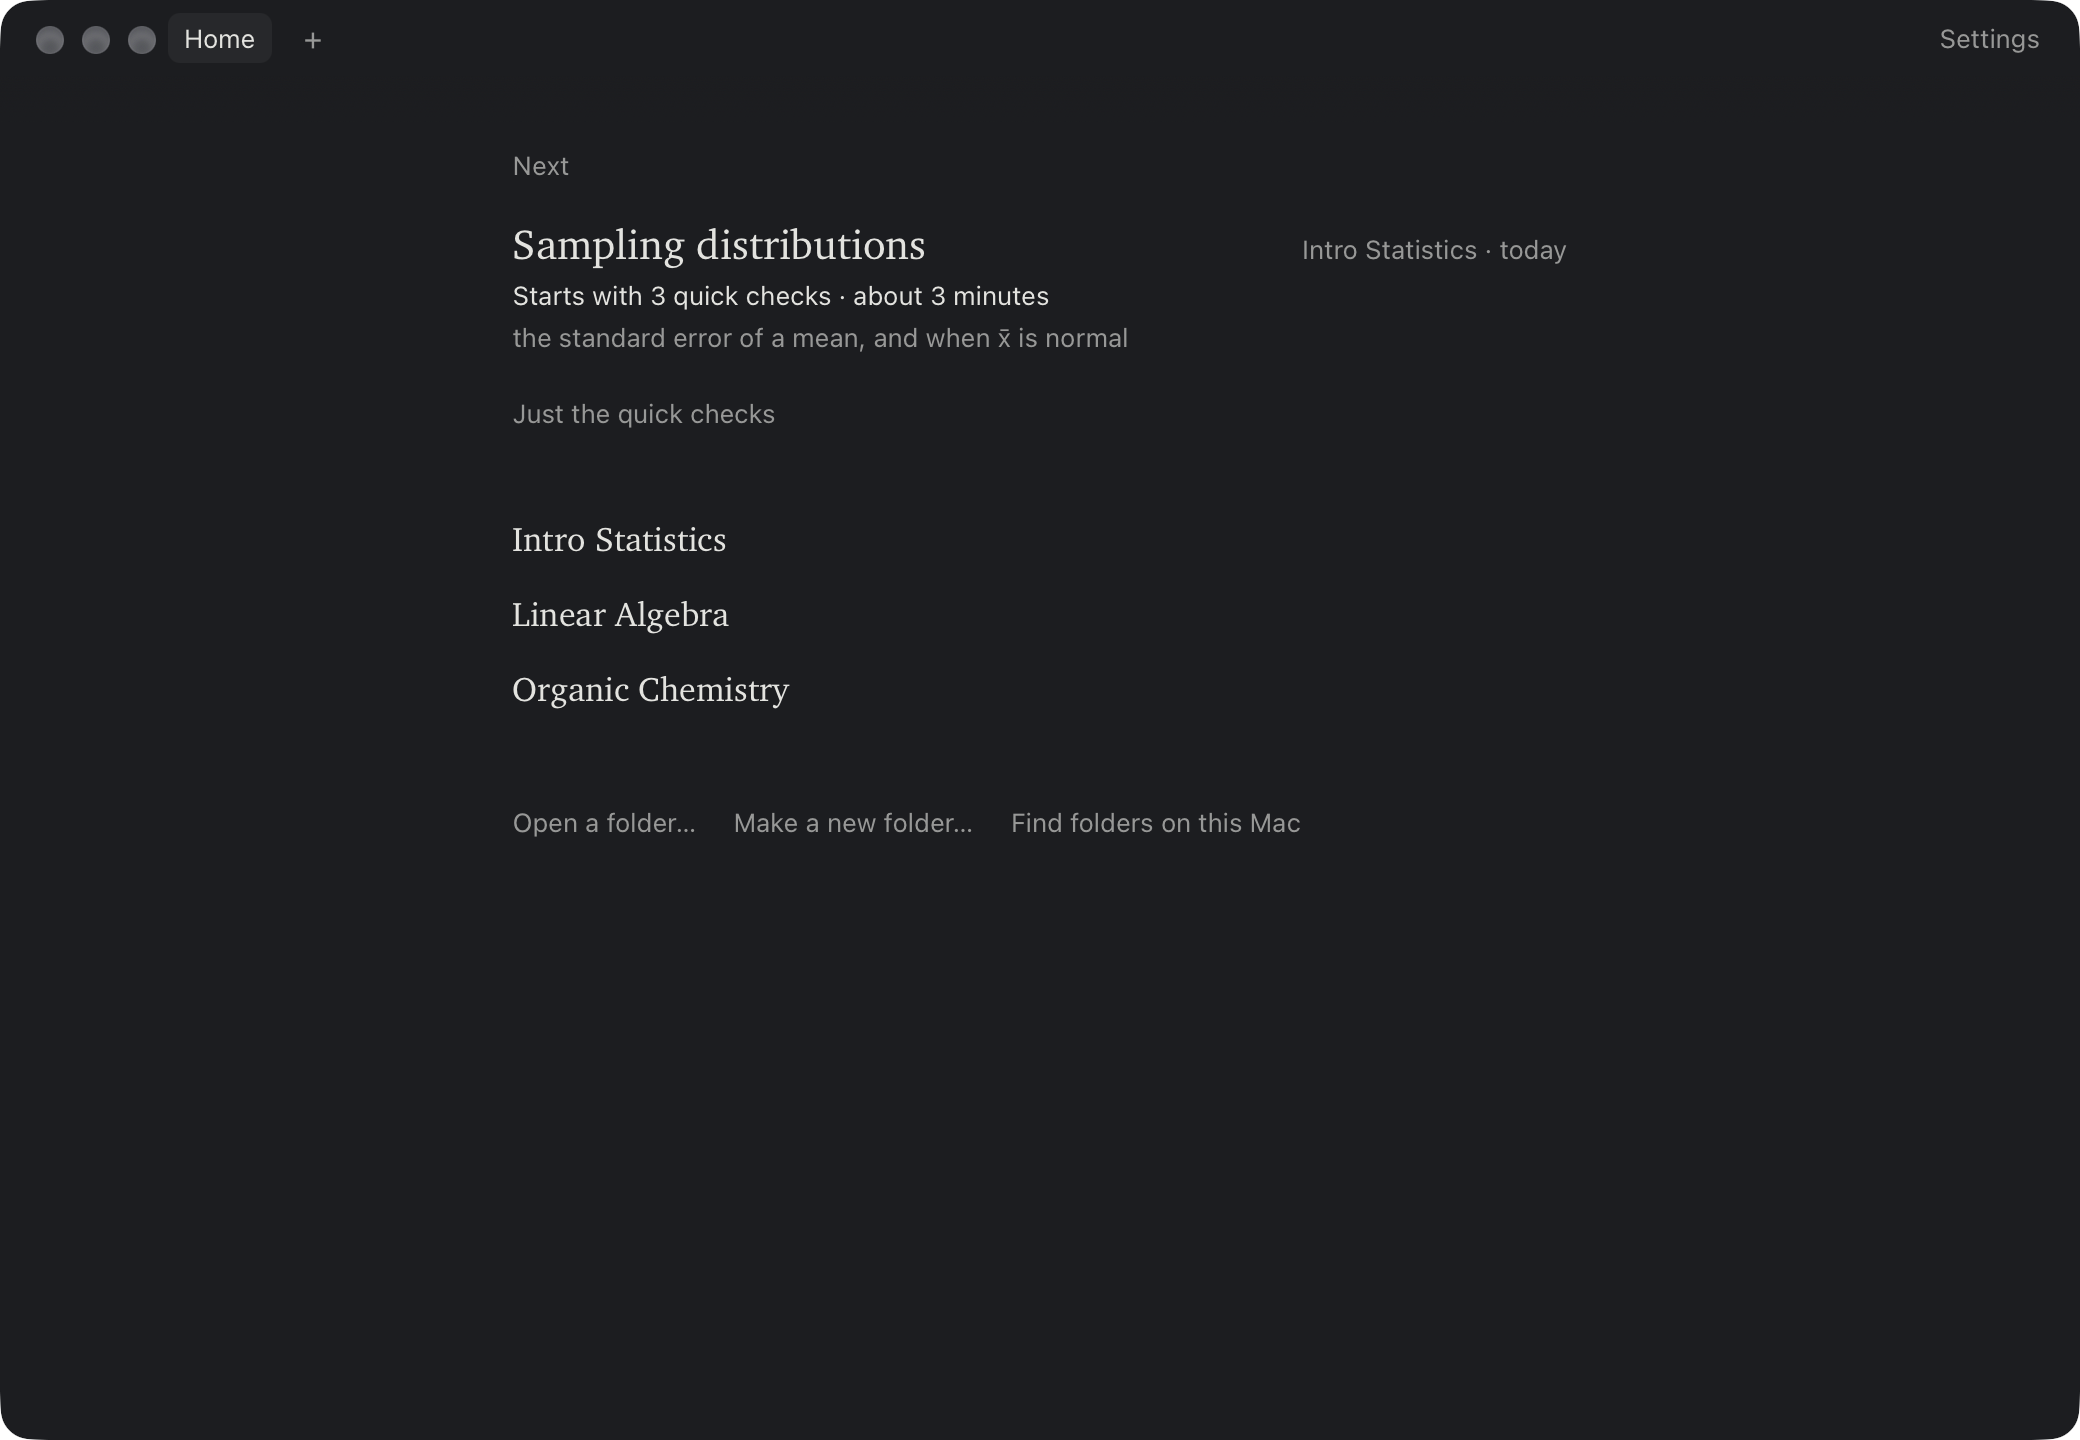 Home + Settings
Next
Sampling distributions
Intro Statistics · today
Starts with 3 quick checks · about 3 minutes
the standard error of a mean, and when x̄ is normal
Just the quick checks
Intro Statistics
Linear Algebra
Organic Chemistry
Open a folder... Make a new folder... Find folders on this Mac